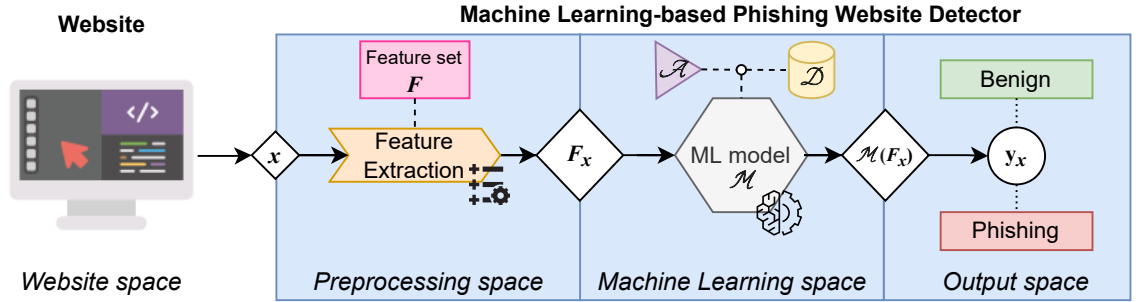 Machine Learning-based Phishing Website Detector
Website
</>
x
Feature set
F
Feature
Extraction
F_x
𝒜
𝒟
ML model
ℳ
ℳ(F_x)
Benign
y_x
Phishing
Website space
Preprocessing space
Machine Learning space
Output space